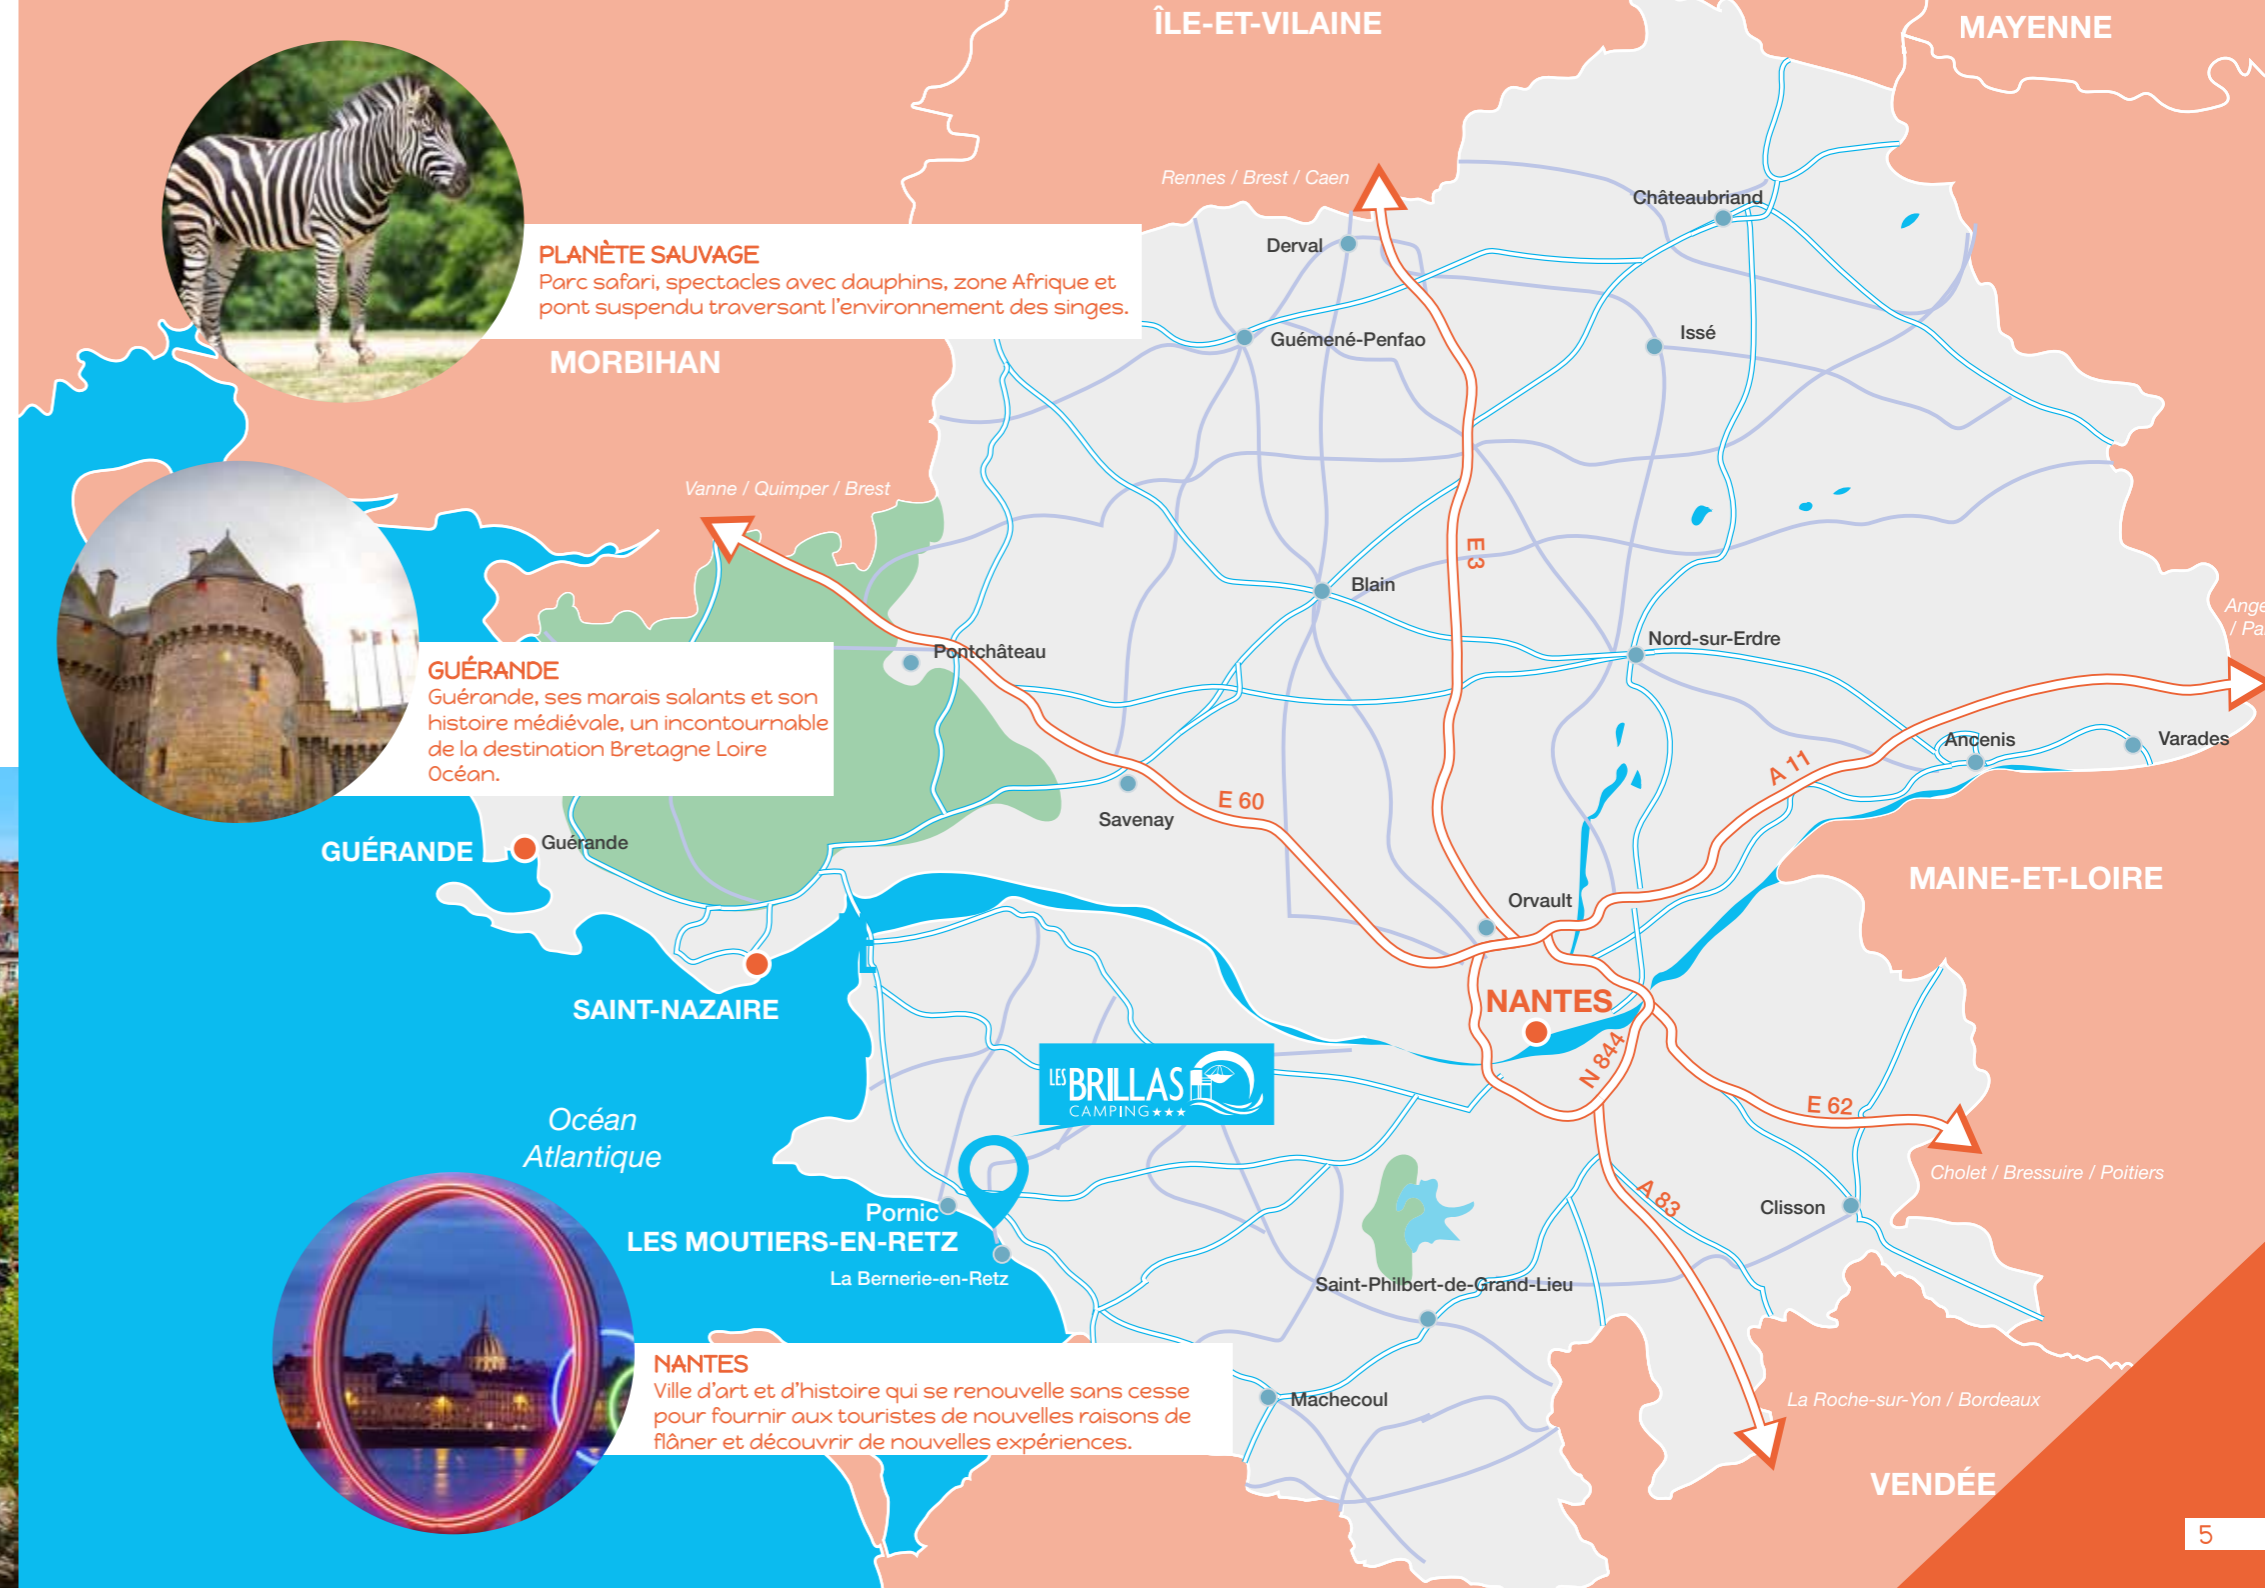 ÎLE-ET-VILAINE
MAYENNE
Rennes / Brest / Caen
Châteaubriand
Derval
PLANÈTE SAUVAGE
Parc safari, spectacles avec dauphins, zone Afrique et
pont suspendu traversant l'environnement des singes.
MORBIHAN
Guémené-Penfao
Issé
Vanne / Quimper / Brest
E 3
Blain
Nord-sur-Erdre
Pontchâteau
GUÉRANDE
Guérande, ses marais salants et son
histoire médiévale, un incontournable
de la destination Bretagne Loire
Océan.
Ancenis
Varades
A 11
E 60
Savenay
GUÉRANDE
Guérande
MAINE-ET-LOIRE
Orvault
SAINT-NAZAIRE
NANTES
N 844
LES BRILLAS
CAMPING★★★
Océan
Atlantique
E 62
Cholet / Bressuire / Poitiers
A 83
Clisson
Pornic
LES MOUTIERS-EN-RETZ
La Bernerie-en-Retz
Saint-Philbert-de-Grand-Lieu
NANTES
Ville d'art et d'histoire qui se renouvelle sans cesse
pour fournir aux touristes de nouvelles raisons de
flâner et découvrir de nouvelles expériences.
Machecoul
La Roche-sur-Yon / Bordeaux
VENDÉE
5